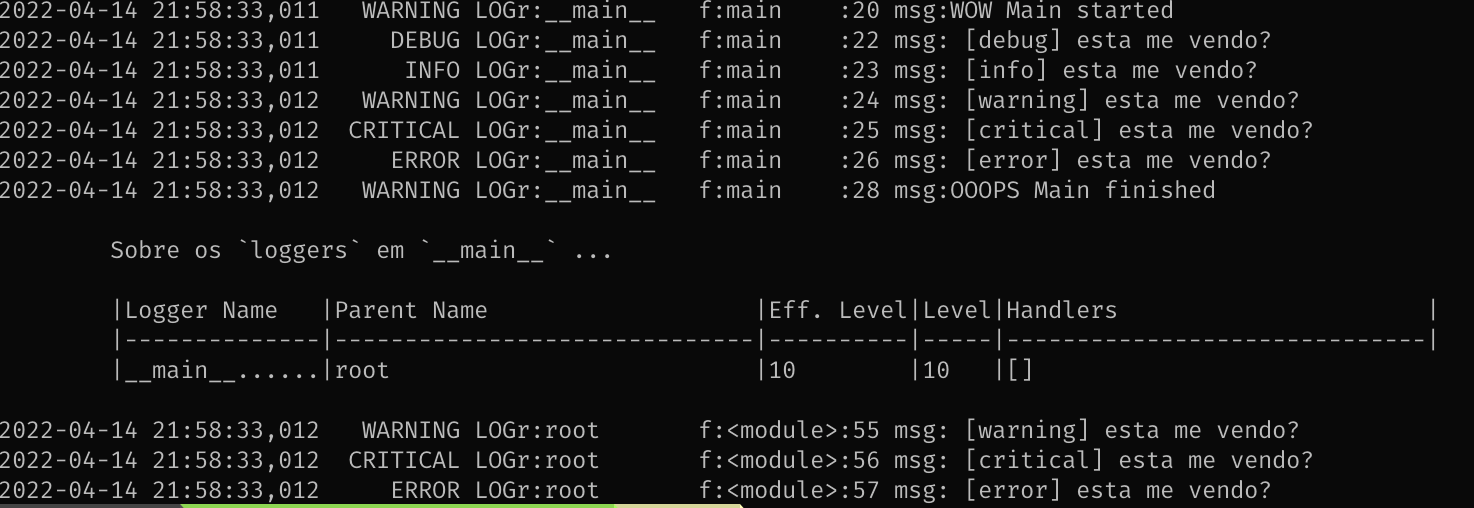 2022-04-14 21:58:33,011   WARNING LOGr:__main__   f:main    :20 msg:WOW Main started
2022-04-14 21:58:33,011     DEBUG LOGr:__main__   f:main    :22 msg: [debug] esta me vendo?
2022-04-14 21:58:33,011      INFO LOGr:__main__   f:main    :23 msg: [info] esta me vendo?
2022-04-14 21:58:33,012   WARNING LOGr:__main__   f:main    :24 msg: [warning] esta me vendo?
2022-04-14 21:58:33,012  CRITICAL LOGr:__main__   f:main    :25 msg: [critical] esta me vendo?
2022-04-14 21:58:33,012     ERROR LOGr:__main__   f:main    :26 msg: [error] esta me vendo?
2022-04-14 21:58:33,012   WARNING LOGr:__main__   f:main    :28 msg:OOOPS Main finished
Sobre os `loggers` em `__main__` ...
|Logger Name   |Parent Name                   |Eff. Level|Level|Handlers                      |
|--------------|------------------------------|----------|-----|------------------------------|
|__main__......|root                          |10        |10   |[]
2022-04-14 21:58:33,012   WARNING LOGr:root       f:<module>:55 msg: [warning] esta me vendo?
2022-04-14 21:58:33,012  CRITICAL LOGr:root       f:<module>:56 msg: [critical] esta me vendo?
2022-04-14 21:58:33,012     ERROR LOGr:root       f:<module>:57 msg: [error] esta me vendo?